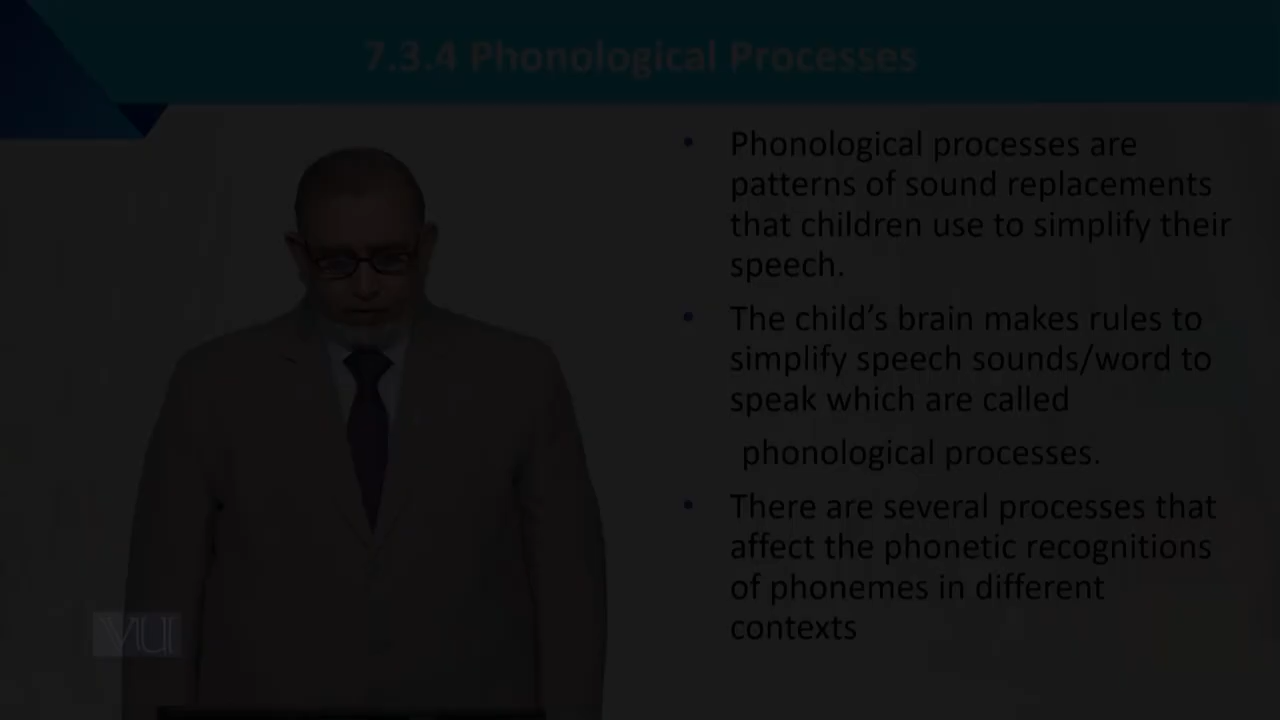 7.3.4 Phonological Processes
• Phonological processes are
patterns of sound replacements
that children use to simplify their
speech.
• The child’s brain makes rules to
simplify speech sounds/word to
speak which are called
phonological processes.
• There are several processes that
affect the phonetic recognitions
of phonemes in different
contexts
VU